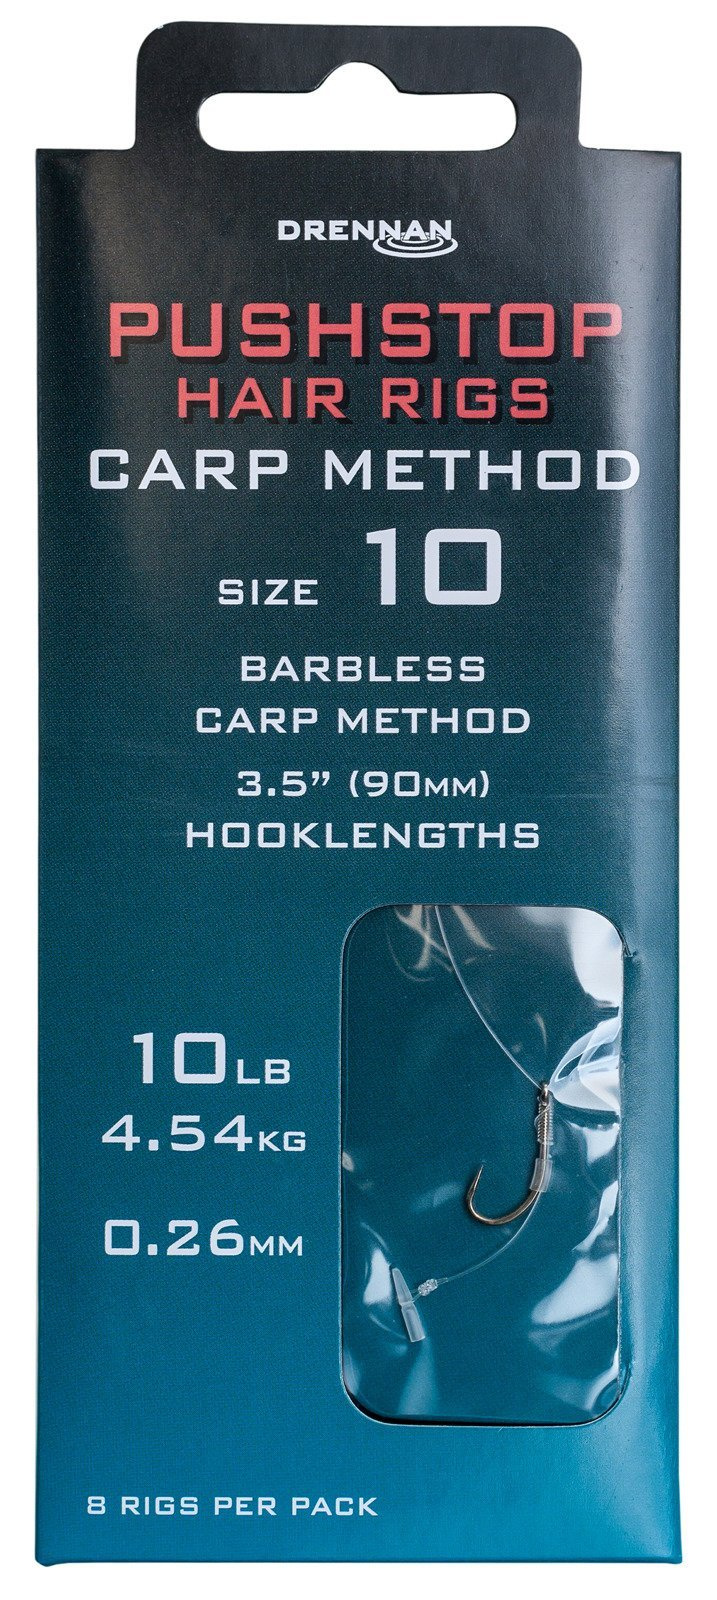 DRENNAN
PUSHSTOP
HAIR RIGS
CARP METHOD
SIZE 10
BARBLESS
CARP METHOD
3.5” (90MM)
HOOKLENGTHS
10LB
4.54KG
0.26MM
8 RIGS PER PACK